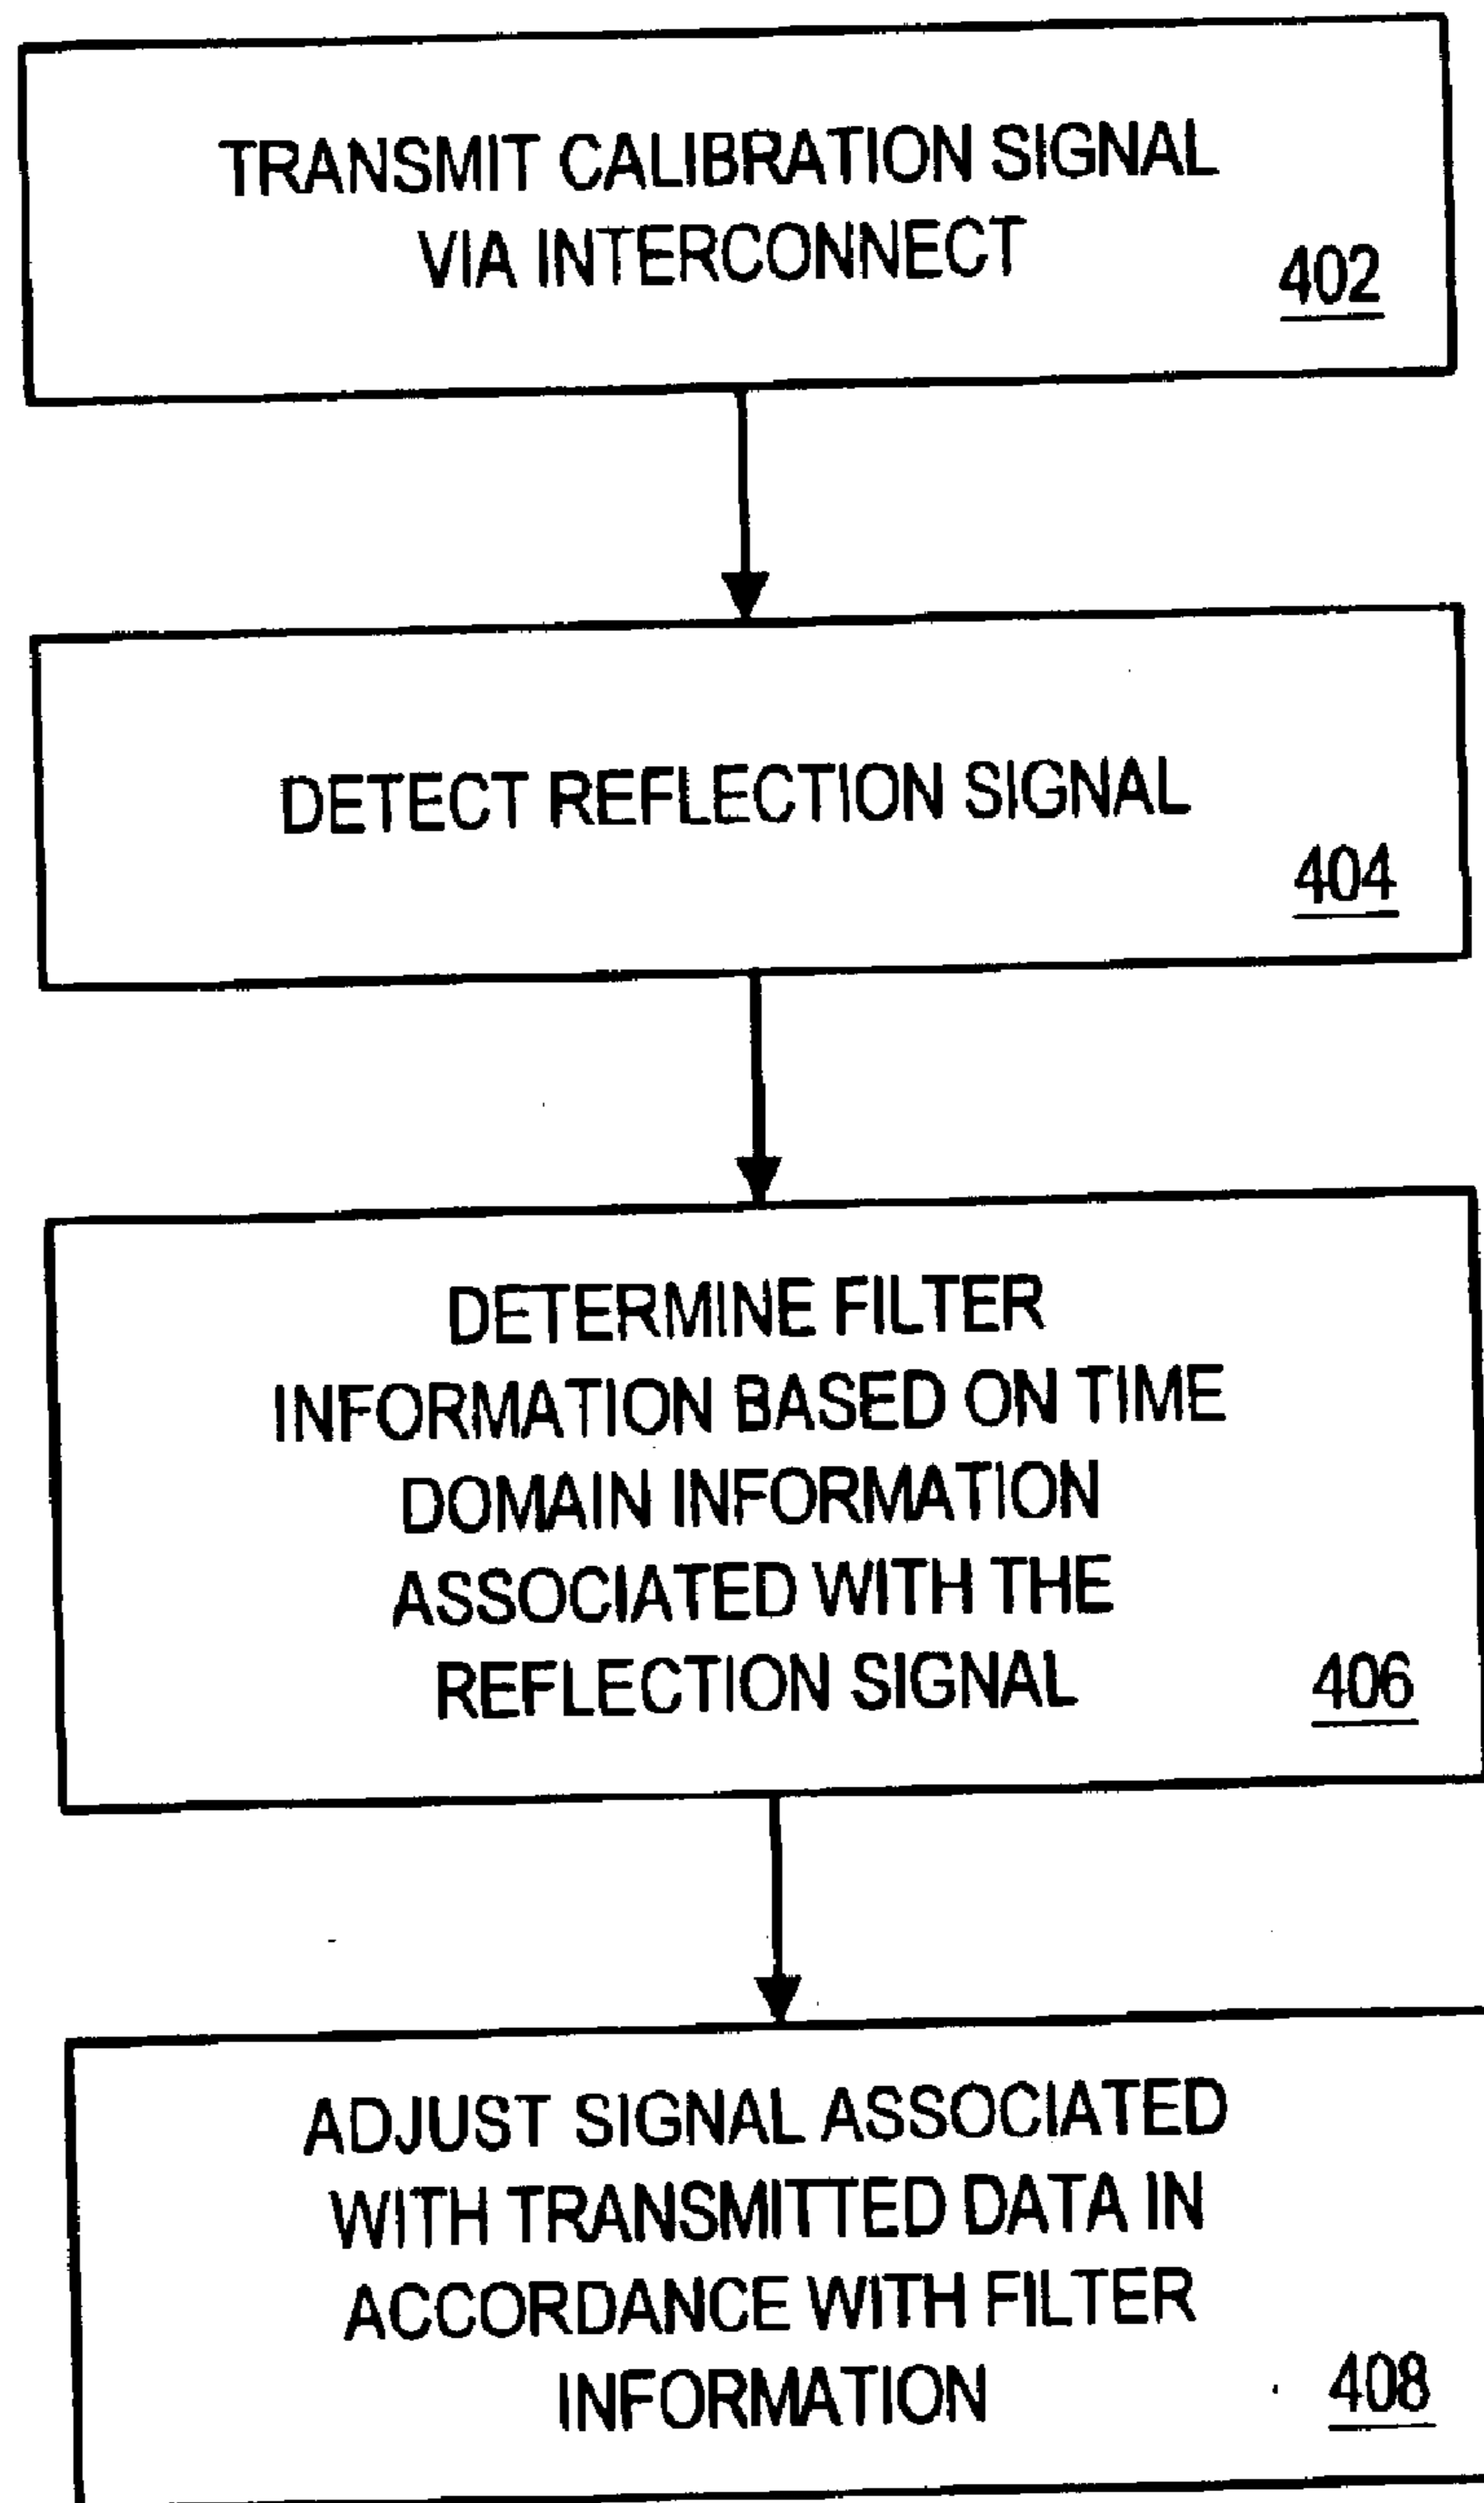 TRANSMIT CALIBRATION SIGNAL
VIA INTERCONNECT
402
DETECT REFLECTION SIGNAL
404
DETERMINE FILTER
INFORMATION BASED ON TIME
DOMAIN INFORMATION
ASSOCIATED WITH THE
REFLECTION SIGNAL
406
ADJUST SIGNAL ASSOCIATED
WITH TRANSMITTED DATA IN
ACCORDANCE WITH FILTER
INFORMATION
408